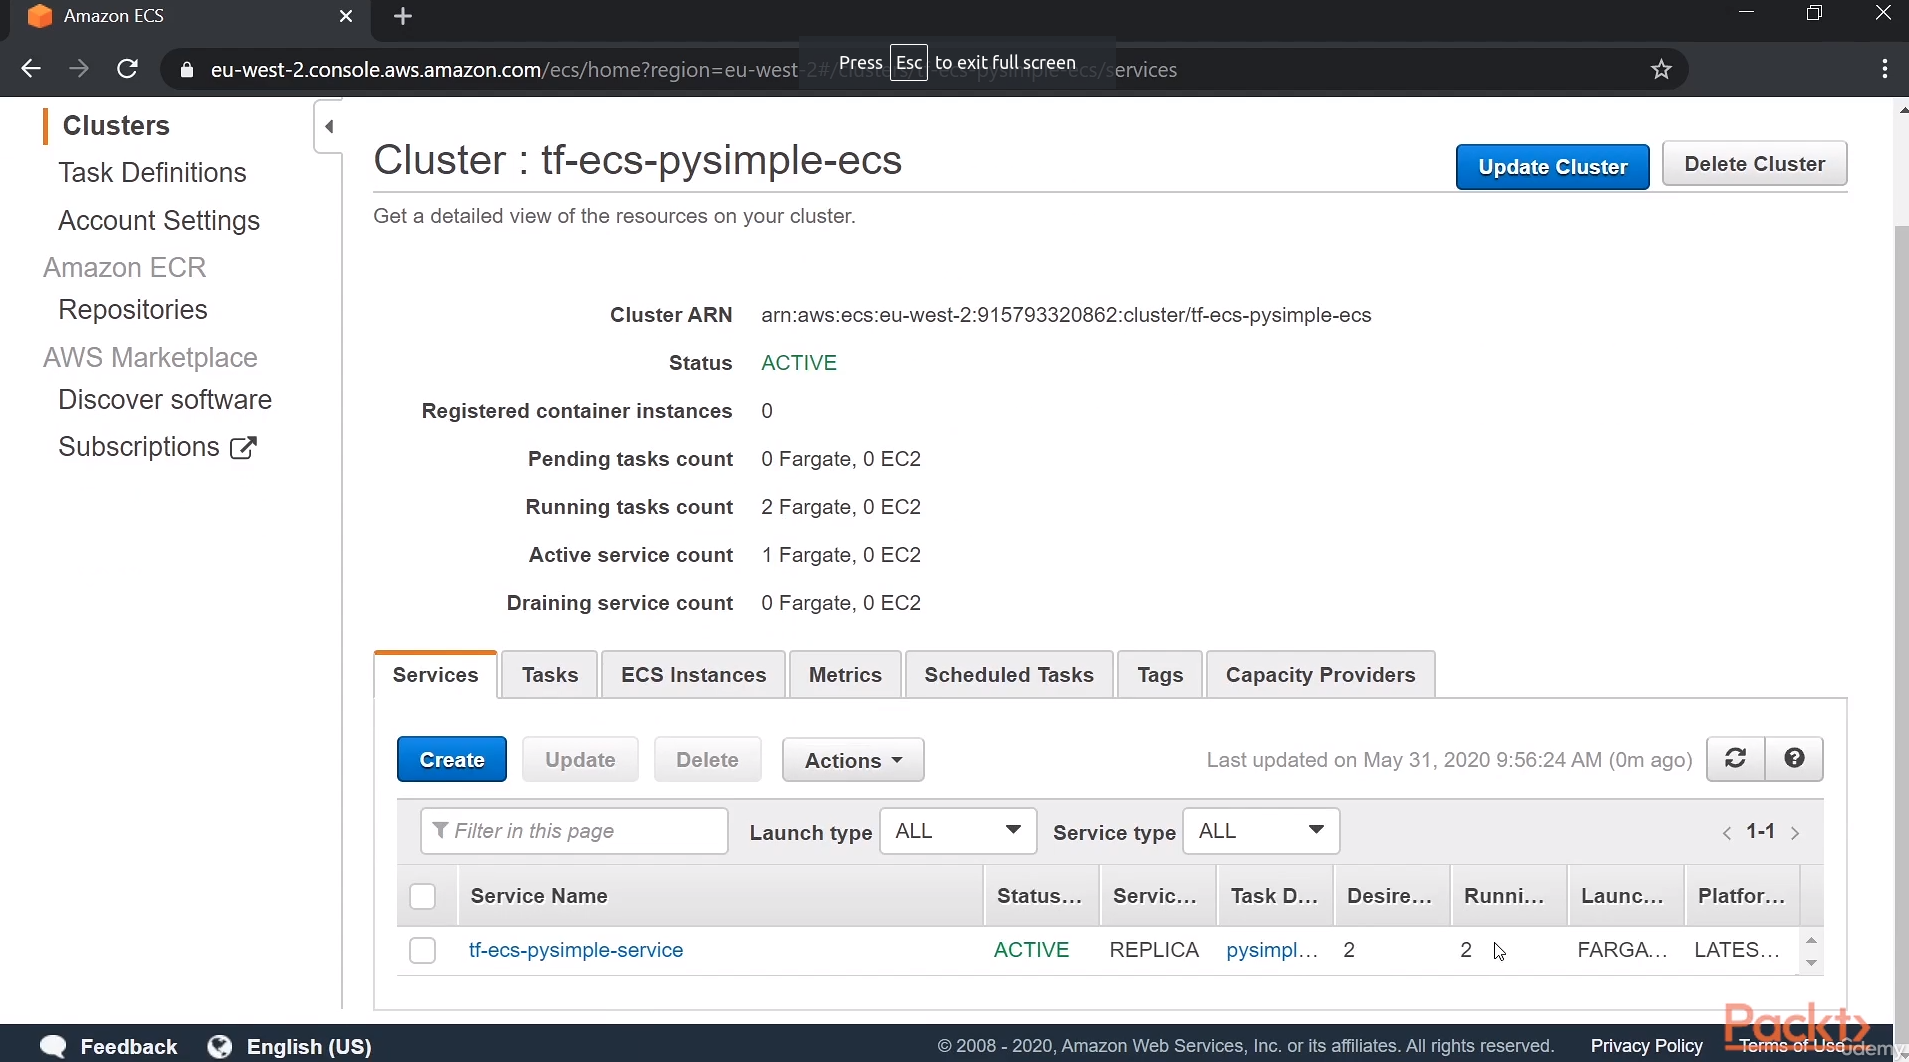 Amazon ECS
Press Esc to exit full screen
eu-west-2.console.aws.amazon.com/ecs/home?region=eu-west-2#/clusters/tf-ecs-pysimple-ecs/services
Clusters
Task Definitions
Account Settings
Amazon ECR
Repositories
AWS Marketplace
Discover software
Subscriptions
Cluster : tf-ecs-pysimple-ecs
Update Cluster
Delete Cluster
Get a detailed view of the resources on your cluster.
Cluster ARN arn:aws:ecs:eu-west-2:915793320862:cluster/tf-ecs-pysimple-ecs
Status ACTIVE
Registered container instances 0
Pending tasks count 0 Fargate, 0 EC2
Running tasks count 2 Fargate, 0 EC2
Active service count 1 Fargate, 0 EC2
Draining service count 0 Fargate, 0 EC2
Services Tasks ECS Instances Metrics Scheduled Tasks Tags Capacity Providers
Create Update Delete Actions Last updated on May 31, 2020 9:56:24 AM (0m ago)
Filter in this page Launch type ALL Service type ALL 1-1
Service Name Status... Servic... Task D... Desire... Runni... Launc... Platfor...
tf-ecs-pysimple-service ACTIVE REPLICA pysimpl... 2 2 FARGA... LATES...
Packt
Feedback English (US) © 2008 - 2020, Amazon Web Services, Inc. or its affiliates. All rights reserved. Privacy Policy Terms of Use
udemy